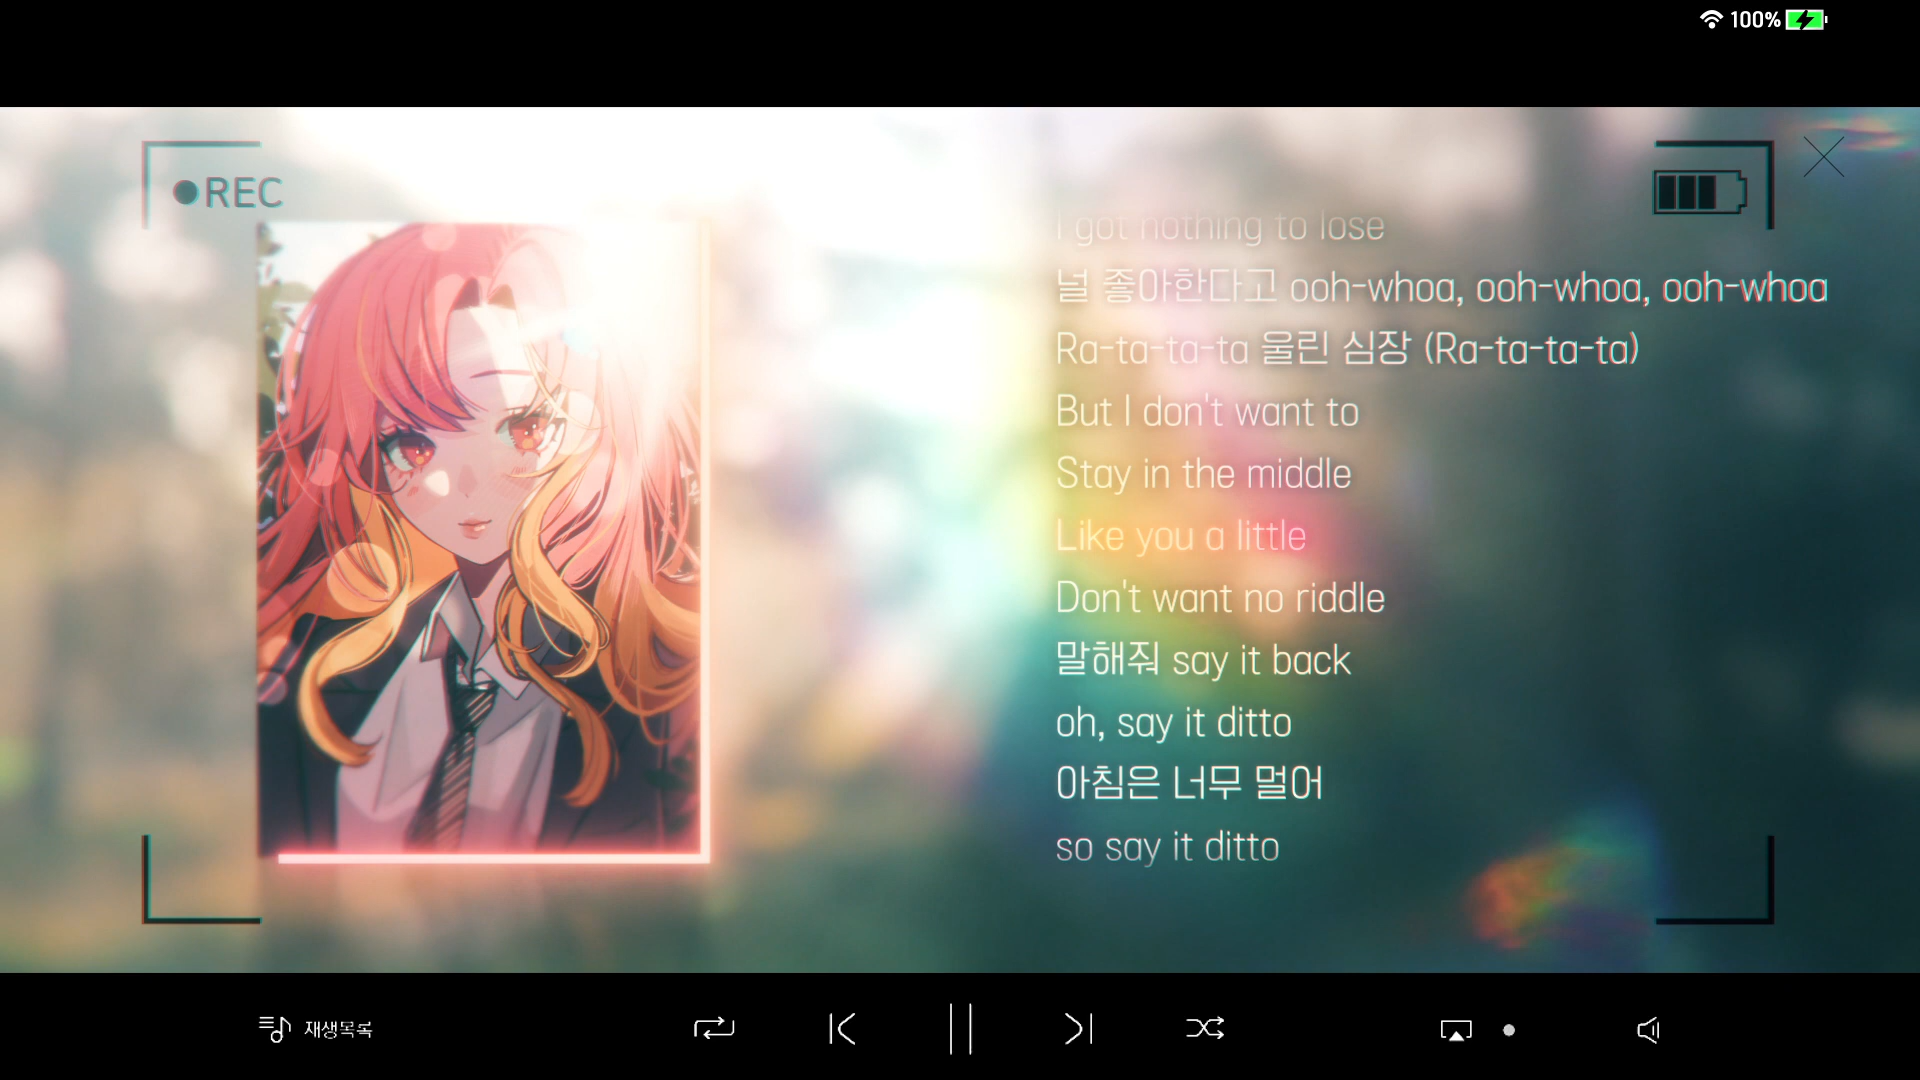 100%
REC
I got nothing to lose
널 좋아한다고 ooh-whoa, ooh-whoa, ooh-whoa
Ra-ta-ta-ta 울린 심장 (Ra-ta-ta-ta)
But I don't want to
Stay in the middle
Like you a little
Don't want no riddle
말해줘 say it back
oh, say it ditto
아침은 너무 멀어
so say it ditto
재생목록